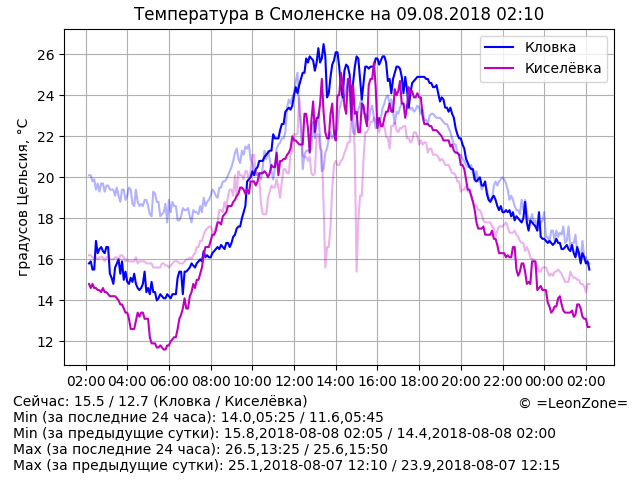 Температура в Смоленске на 09.08.2018 02:10
Кловка
Киселёвка
градусов Цельсия, °C
26
24
22
20
18
16
14
12
02:00 04:00 06:00 08:00 10:00 12:00 14:00 16:00 18:00 20:00 22:00 00:00 02:00
Сейчас: 15.5 / 12.7 (Кловка / Киселёвка)
© =LeonZone=
Min (за последние 24 часа): 14.0,05:25 / 11.6,05:45
Min (за предыдущие сутки): 15.8,2018-08-08 02:05 / 14.4,2018-08-08 02:00
Max (за последние 24 часа): 26.5,13:25 / 25.6,15:50
Max (за предыдущие сутки): 25.1,2018-08-07 12:10 / 23.9,2018-08-07 12:15